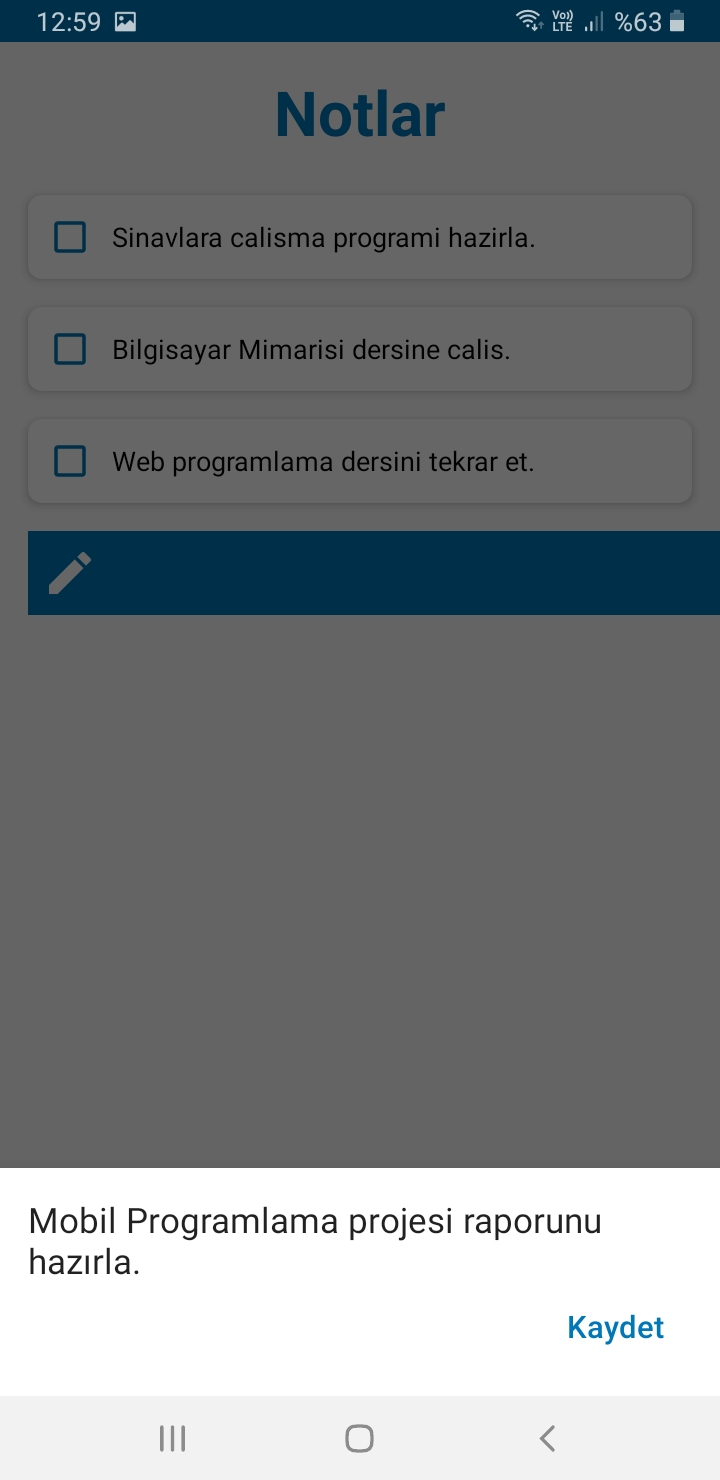 12:59
Vo)) LTE %63
Notlar
Sinavlara calisma programi hazirla.
Bilgisayar Mimarisi dersine calis.
Web programlama dersini tekrar et.
Mobil Programlama projesi raporunu
hazırla.
Kaydet